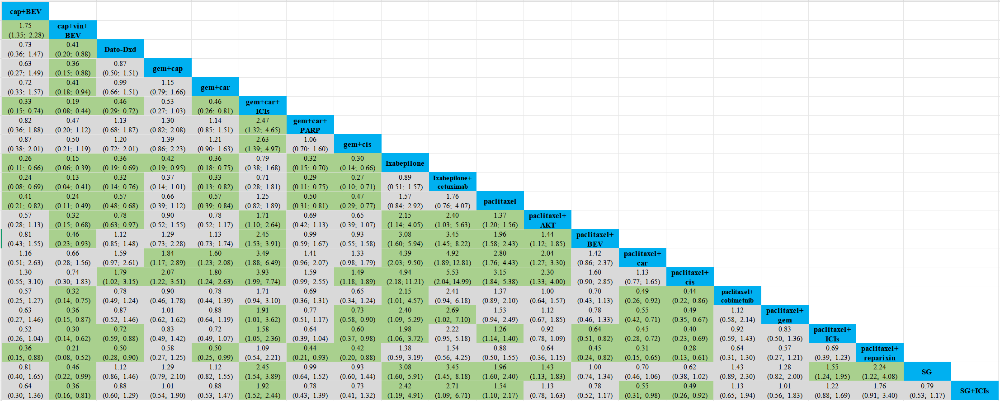 cap+BEV
1.75 cap+vin+
(1.35; 2.28) BEV
0.73 0.41 Dato-Dxd
(0.36; 1.47) (0.20; 0.88)
0.63 0.36 0.87 gem+cap
(0.27; 1.49) (0.15; 0.88) (0.50; 1.51)
0.72 0.41 0.99 1.15 gem+car
(0.33; 1.57) (0.18; 0.94) (0.66; 1.51) (0.79; 1.66)
0.33 0.19 0.46 0.53 0.46 gem+car+
(0.15; 0.74) (0.08; 0.44) (0.29; 0.72) (0.27; 1.03) (0.26; 0.81) ICIs
0.82 0.47 1.13 1.30 1.14 2.47 gem+car+
(0.36; 1.88) (0.20; 1.12) (0.68; 1.87) (0.82; 2.08) (0.85; 1.51) (1.32; 4.65) PARP
0.87 0.50 1.20 1.39 1.21 2.63 1.06 gem+cis
(0.38; 2.01) (0.21; 1.19) (0.72; 2.01) (0.86; 2.23) (0.90; 1.63) (1.39; 4.97) (0.70; 1.60)
0.26 0.15 0.36 0.42 0.36 0.79 0.32 0.30 Ixabepilone
(0.11; 0.66) (0.06; 0.39) (0.19; 0.69) (0.19; 0.95) (0.18; 0.75) (0.38; 1.68) (0.15; 0.70) (0.14; 0.66)
0.24 0.13 0.32 0.37 0.33 0.71 0.29 0.27 0.89 Ixabepilone+
(0.08; 0.69) (0.04; 0.41) (0.14; 0.76) (0.14; 1.01) (0.13; 0.82) (0.28; 1.81) (0.11; 0.75) (0.10; 0.71) (0.51; 1.57) cetuximab
0.41 0.24 0.57 0.66 0.57 1.25 0.50 0.47 1.57 1.76 paclitaxel
(0.21; 0.82) (0.11; 0.49) (0.48; 0.68) (0.39; 1.12) (0.39; 0.84) (0.82; 1.89) (0.31; 0.81) (0.29; 0.77) (0.84; 2.92) (0.76; 4.07)
0.57 0.32 0.78 0.90 0.78 1.71 0.69 0.65 2.15 2.40 1.37 paclitaxel+
(0.28; 1.13) (0.15; 0.68) (0.63; 0.97) (0.52; 1.55) (0.52; 1.17) (1.10; 2.64) (0.42; 1.13) (0.39; 1.07) (1.14; 4.05) (1.03; 5.63) (1.20; 1.56) AKT
0.81 0.46 1.12 1.29 1.13 2.45 0.99 0.93 3.08 3.45 1.96 1.44 paclitaxel+
(0.43; 1.55) (0.23; 0.93) (0.85; 1.48) (0.73; 2.28) (0.73; 1.74) (1.53; 3.91) (0.59; 1.67) (0.55; 1.58) (1.60; 5.94) (1.45; 8.22) (1.58; 2.43) (1.12; 1.85) BEV
1.16 0.66 1.59 1.84 1.60 3.49 1.41 1.33 4.39 4.92 2.80 2.04 1.42 paclitaxel+
(0.51; 2.63) (0.28; 1.56) (0.97; 2.61) (1.17; 2.89) (1.23; 2.08) (1.88; 6.49) (0.96; 2.07) (0.98; 1.79) (2.03; 9.50) (1.89; 12.81) (1.76; 4.43) (1.27; 3.30) (0.86; 2.37) car
1.30 0.74 1.79 2.07 1.80 3.93 1.59 1.49 4.94 5.53 3.15 2.30 1.60 1.13 paclitaxel+
(0.55; 3.10) (0.30; 1.83) (1.02; 3.15) (1.22; 3.51) (1.24; 2.63) (1.99; 7.74) (0.99; 2.55) (1.18; 1.89) (2.18; 11.21) (2.04; 14.99) (1.84; 5.38) (1.33; 4.00) (0.90; 2.85) (0.77; 1.65) cis
0.57 0.32 0.78 0.90 0.78 1.71 0.69 0.65 2.15 2.41 1.37 1.00 0.70 0.49 0.44 paclitaxel+
(0.25; 1.27) (0.14; 0.75) (0.49; 1.24) (0.46; 1.78) (0.44; 1.39) (0.94; 3.10) (0.36; 1.31) (0.34; 1.24) (1.01; 4.57) (0.94; 6.18) (0.89; 2.10) (0.64; 1.57) (0.43; 1.13) (0.26; 0.92) (0.22; 0.86) cobimetnib
0.63 0.36 0.87 1.01 0.88 1.91 0.77 0.73 2.40 2.69 1.53 1.12 0.78 0.55 0.49 1.12 paclitaxel+
(0.27; 1.46) (0.15; 0.87) (0.52; 1.46) (0.62; 1.62) (0.64; 1.19) (1.01; 3.62) (0.51; 1.17) (0.58; 0.90) (1.09; 5.29) (1.02; 7.10) (0.94; 2.49) (0.67; 1.85) (0.46; 1.33) (0.42; 0.71) (0.35; 0.67) (0.58; 2.14) gem
0.52 0.30 0.72 0.83 0.72 1.58 0.64 0.60 1.98 2.22 1.26 0.92 0.64 0.45 0.40 0.92 0.83 paclitaxel+
(0.26; 1.04) (0.14; 0.62) (0.59; 0.88) (0.49; 1.42) (0.49; 1.07) (1.05; 2.36) (0.39; 1.04) (0.37; 0.98) (1.06; 3.72) (0.95; 5.18) (1.14; 1.40) (0.78; 1.09) (0.51; 0.82) (0.28; 0.72) (0.23; 0.69) (0.59; 1.43) (0.50; 1.36) ICIs
0.36 0.21 0.50 0.58 0.50 1.09 0.44 0.42 1.38 1.54 0.88 0.64 0.45 0.31 0.28 0.64 0.57 0.69 paclitaxel+
(0.15; 0.88) (0.08; 0.52) (0.28; 0.90) (0.27; 1.25) (0.25; 0.99) (0.54; 2.21) (0.21; 0.93) (0.20; 0.88) (0.59; 3.19) (0.56; 4.25) (0.50; 1.55) (0.36; 1.15) (0.24; 0.82) (0.15; 0.65) (0.13; 0.61) (0.31; 1.30) (0.27; 1.21) (0.39; 1.23) reparixin
0.81 0.46 1.12 1.29 1.12 2.45 0.99 0.93 3.08 3.45 1.96 1.43 1.00 0.70 0.62 1.43 1.28 1.55 2.24 SG
(0.40; 1.65) (0.22; 0.99) (0.86; 1.46) (0.79; 2.10) (0.82; 1.55) (1.54; 3.89) (0.64; 1.52) (0.60; 1.44) (1.60; 5.91) (1.45; 8.18) (1.60; 2.40) (1.13; 1.83) (0.74; 1.34) (0.46; 1.06) (0.38; 1.02) (0.89; 2.30) (0.82; 2.00) (1.24; 1.95) (1.22; 4.08)
0.64 0.36 0.88 1.01 0.88 1.92 0.78 0.73 2.42 2.71 1.54 1.13 0.78 0.55 0.49 1.13 1.01 1.22 1.76 0.79 SG+ICIs
(0.30; 1.36) (0.16; 0.81) (0.60; 1.29) (0.54; 1.90) (0.53; 1.47) (1.52; 2.44) (0.43; 1.39) (0.41; 1.32) (1.19; 4.91) (1.09; 6.71) (1.10; 2.17) (0.78; 1.63) (0.52; 1.17) (0.31; 0.98) (0.26; 0.92) (0.65; 1.94) (0.56; 1.83) (0.88; 1.69) (0.91; 3.40) (0.53; 1.17)